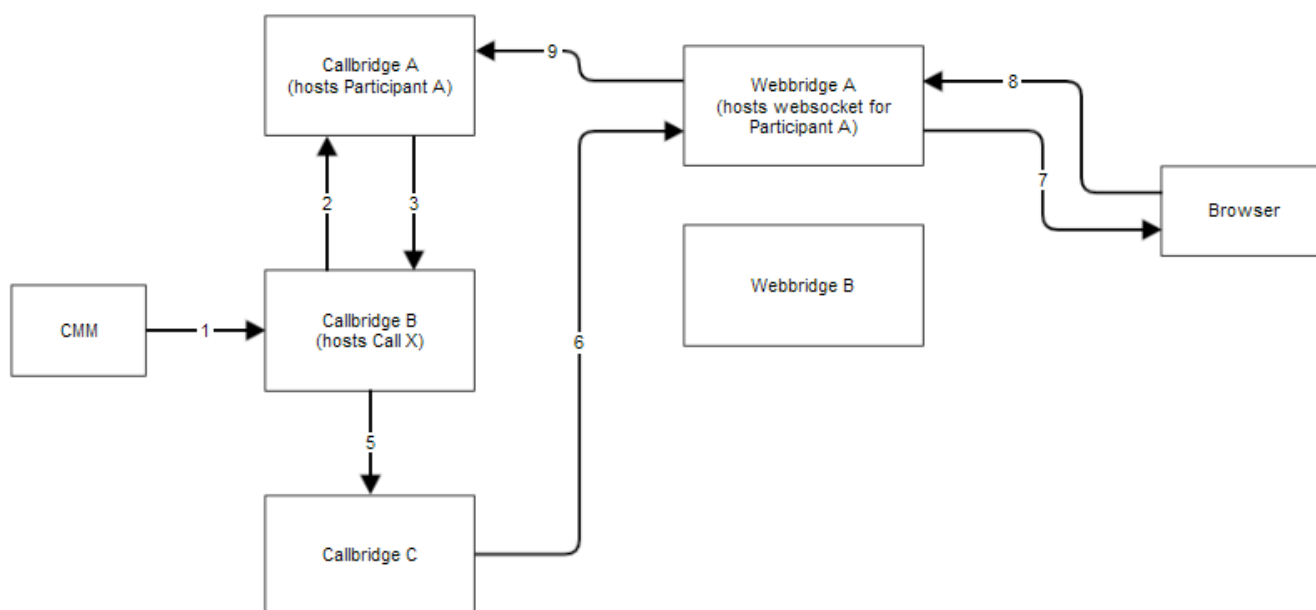 Callbridge A
(hosts Participant A)
9
Webbridge A
(hosts websocket for
Participant A)
8
2
3
7
Browser
Webbridge B
CMM
1
Callbridge B
(hosts Call X)
6
5
Callbridge C